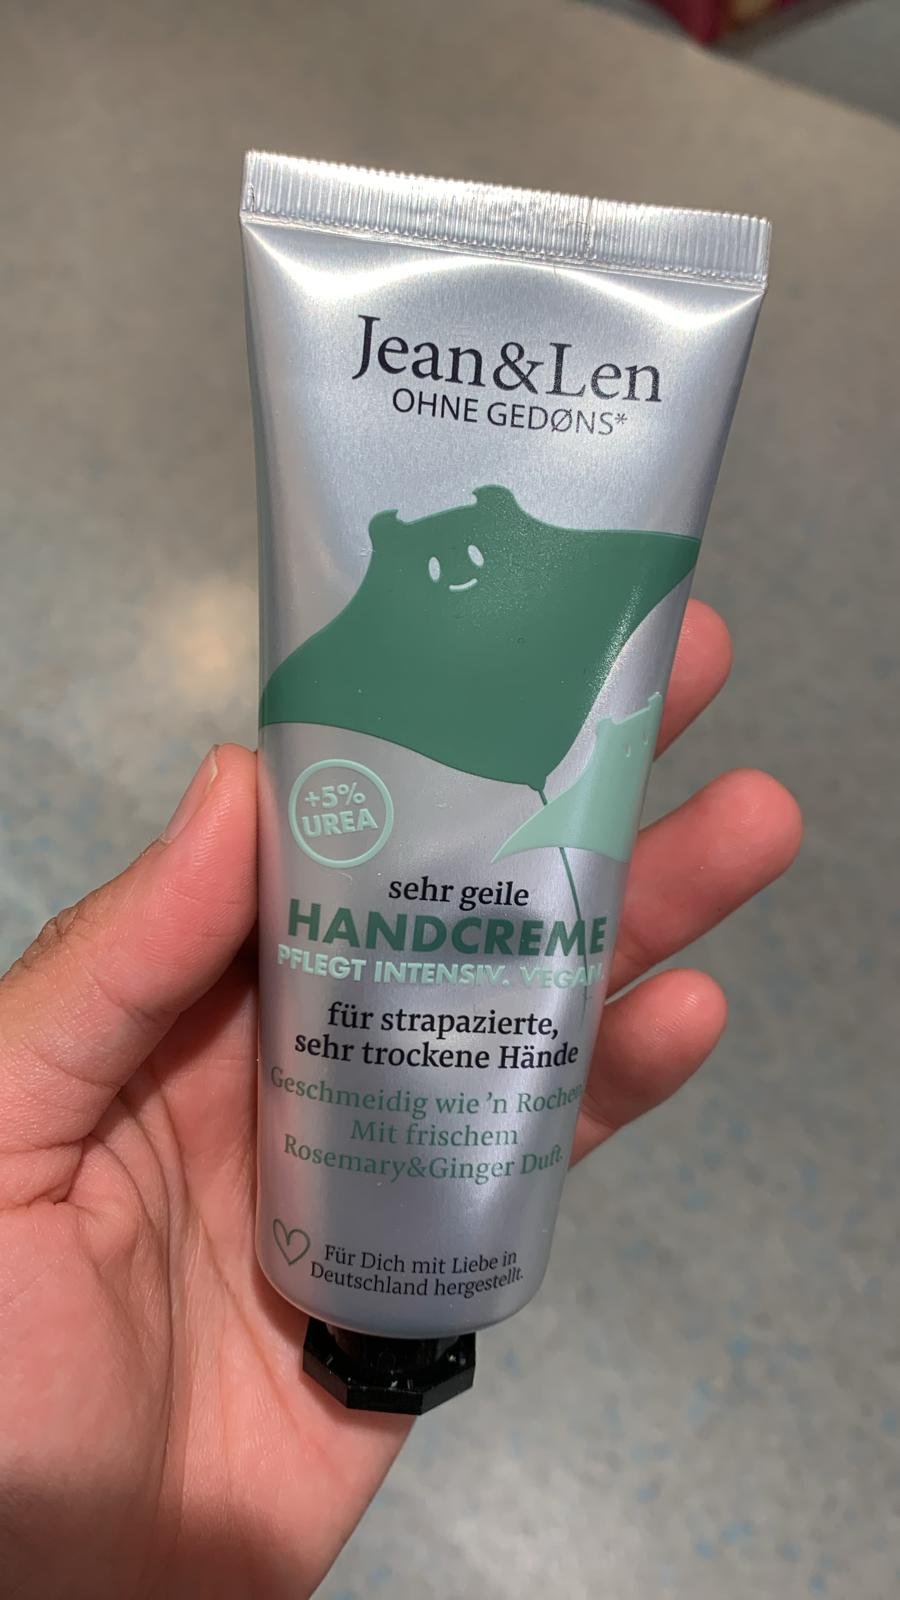 Jean&Len
OHNE GEDØNS*
+5%
UREA
sehr geile
HANDCREME
PFLEGT INTENSIV. VEGAN.
für strapazierte,
sehr trockene Hände
Geschmeidig wie 'n Rochen.
Mit frischem
Rosemary&Ginger Duft.
Für Dich mit Liebe in
Deutschland hergestellt.